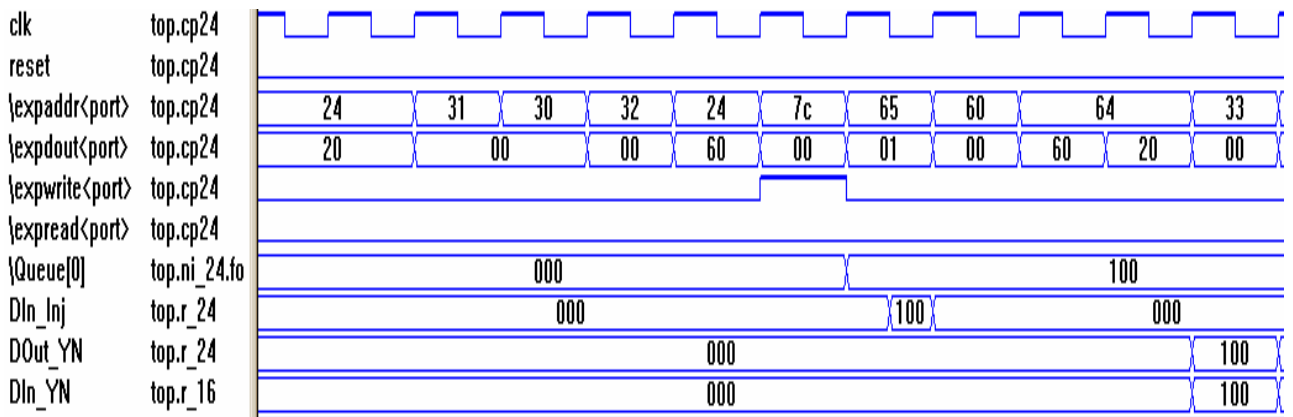 clk top.cp24
reset top.cp24
\expaddr<port> top.cp24 24 31 30 32 24 7c 65 60 64 33
\expdout<port> top.cp24 20 00 00 60 00 01 00 60 20 00
\expwrite<port> top.cp24
\expread<port> top.cp24
\Queue[0] top.ni_24.fo 000 100
DIn_Inj top.r_24 000 100 000
DOut_YN top.r_24 000 100
DIn_YN top.r_16 000 100